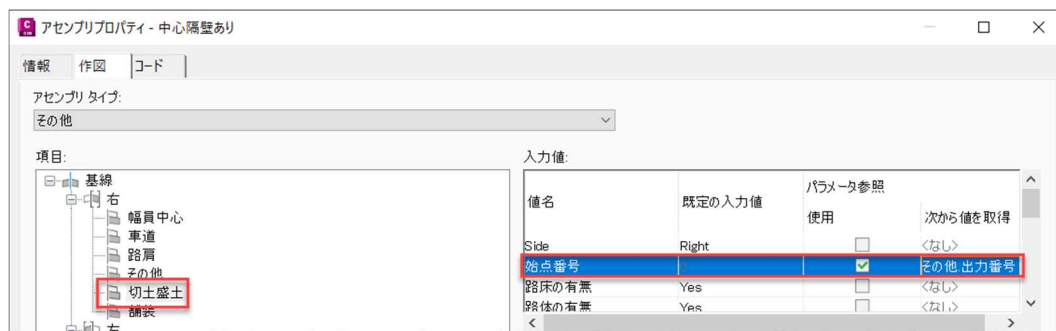 アセンブリプロパティ - 中心隔壁あり
情報 作図 コード
アセンブリ タイプ:
その他
項目:
基線
右
幅員中心
車道
路肩
その他
切土盛土
舗装
左
入力値:
値名 既定の入力値 パラメータ参照
使用 次から値を取得
Side Right <なし>
始点番号 その他.出力番号
路床の有無 Yes <なし>
路体の有無 Yes <なし>